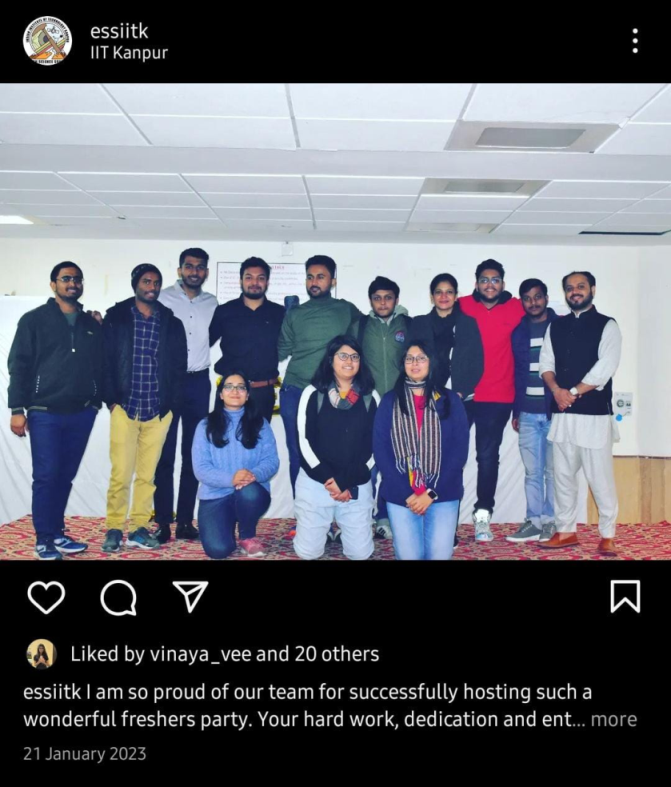 essiitk
IIT Kanpur
Liked by vinaya_vee and 20 others
essiitk I am so proud of our team for successfully hosting such a
wonderful freshers party. Your hard work, dedication and ent... more
21 January 2023